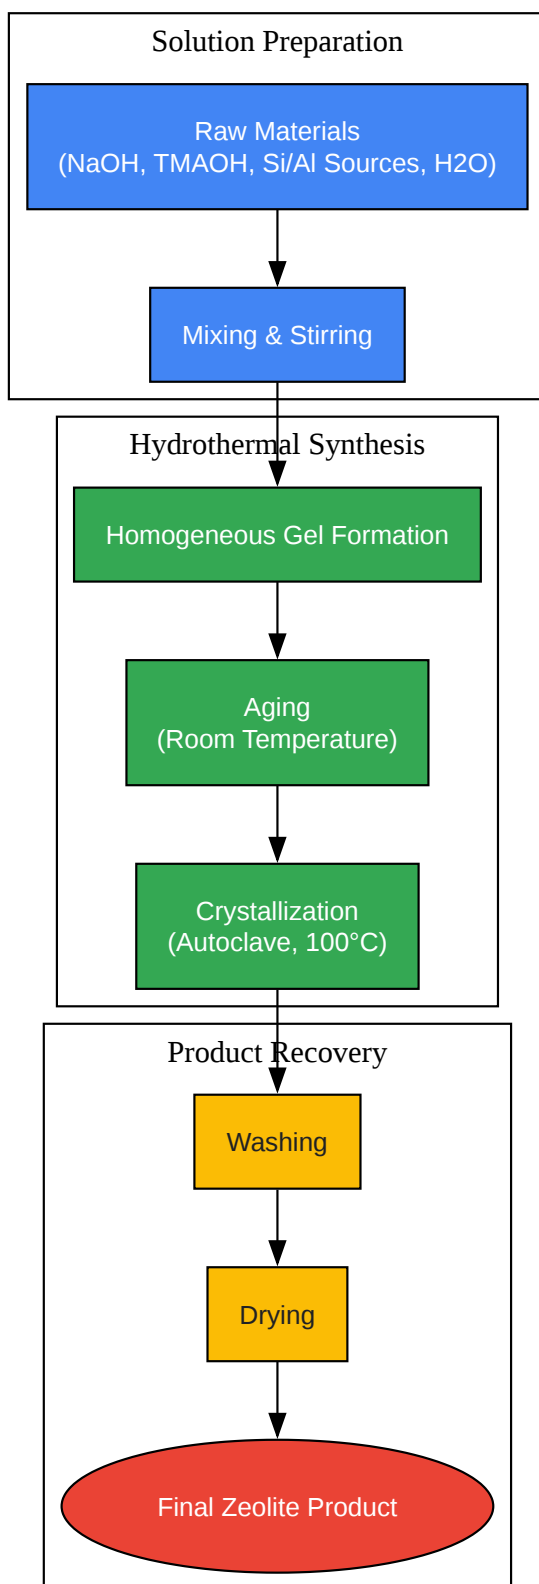 Solution Preparation
Raw Materials
(NaOH, TMAOH, Si/Al Sources, H2O)
Mixing & Stirring
Hydrothermal Synthesis
Homogeneous Gel Formation
Aging
(Room Temperature)
Crystallization
(Autoclave, 100°C)
Product Recovery
Washing
Drying
Final Zeolite Product